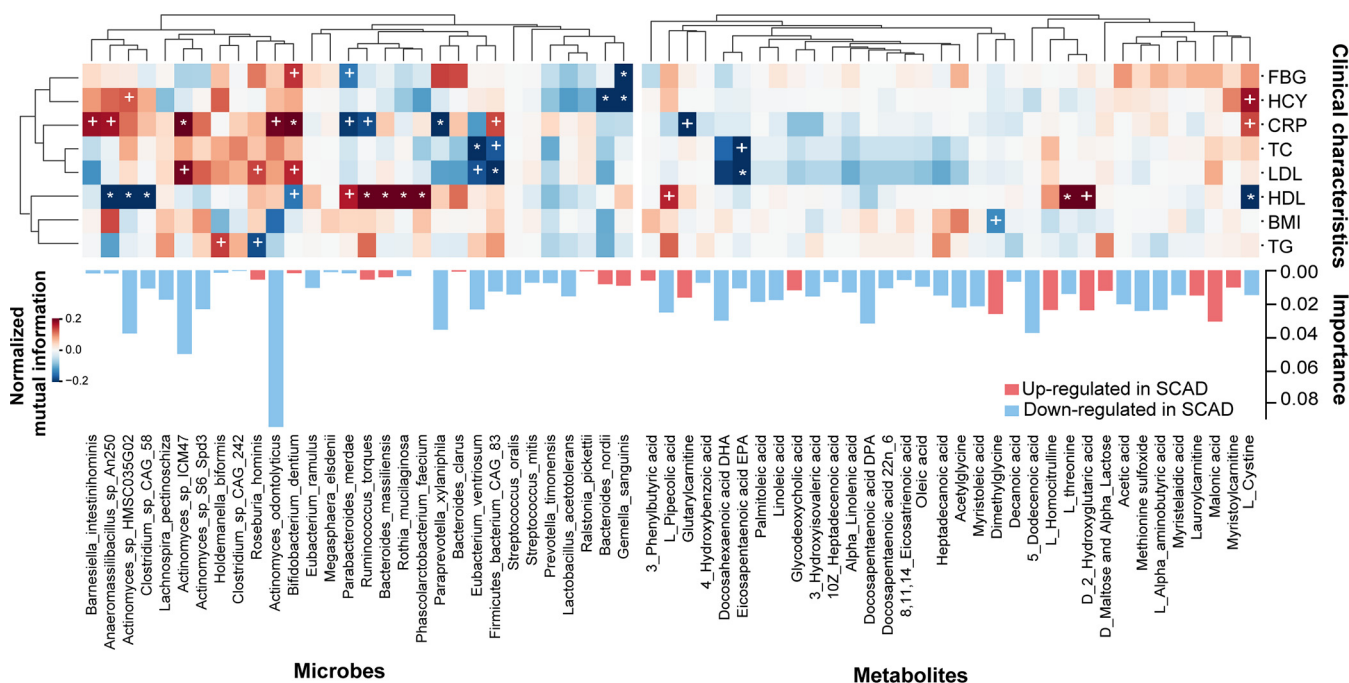 Clinical characteristics
FBG
HCY
CRP
TC
LDL
HDL
BMI
TG
* + + * * + * * + + + + * + * + + + + + * + * + * + + + + * * * * * + + * * * * + * + * + + *
Normalized
mutual information
0.2
0.0
−0.2
0.00
0.02
0.04
0.06
0.08
Importance
Up-regulated in SCAD
Down-regulated in SCAD
Barnesiella_intestinihominis
Anaeromassilibacillus_sp_An250
Actinomyces_sp_HMSC035G02
Clostridium_sp_CAG_58
Lachnospira_pectinoschiza
Actinomyces_sp_ICM47
Actinomyces_sp_S6_Spd3
Holdemanella_biformis
Clostridium_sp_CAG_242
Roseburia_hominis
Actinomyces_odontolyticus
Bifidobacterium_dentium
Eubacterium_ramulus
Megasphaera_elsdenii
Parabacteroides_merdae
Ruminococcus_torques
Bacteroides_massiliensis
Rothia_mucilaginosa
Phascolarctobacterium_faecium
Paraprevotella_xylaniphila
Bacteroides_clarus
Eubacterium_ventriosum
Firmicutes_bacterium_CAG_83
Streptococcus_oralis
Streptococcus_mitis
Prevotella_timonensis
Lactobacillus_acetotolerans
Ralstonia_pickettii
Bacteroides_nordii
Gemella_sanguinis
3_Phenylbutyric acid
L_Pipecolic acid
Glutarylcarnitine
4_Hydroxybenzoic acid
Docosahexaenoic acid DHA
Eicosapentaenoic acid EPA
Palmitoleic acid
Linoleic acid
Glycodeoxycholic acid
3_Hydroxyisovaleric acid
10Z_Heptadecenoic acid
Alpha_Linolenic acid
Docosapentaenoic acid DPA
Docosapentaenoic acid 22n_6
8,11,14_Eicosatrienoic acid
Oleic acid
Heptadecanoic acid
Acetylglycine
Myristoleic acid
Dimethylglycine
Decanoic acid
5_Dodecenoic acid
L_Homocitrulline
L_threonine
D_2_Hydroxyglutaric acid
D_Maltose and Alpha_Lactose
Acetic acid
Methionine sulfoxide
L_Alpha_aminobutyric acid
Myristelaidic acid
Lauroylcarnitine
Malonic acid
Myristoylcarnitine
L_Cystine
Microbes
Metabolites